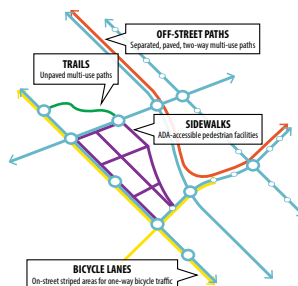 OFF-STREET PATHS
Separated, paved, two-way multi-use paths
TRAILS
Unpaved multi-use paths
SIDEWALKS
ADA-accessible pedestrian facilities
BICYCLE LANES
On-street striped areas for one-way bicycle traffic